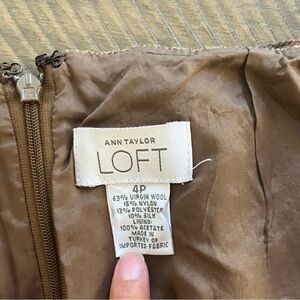 ANN TAYLOR
LOFT
4P
63% VIRGIN WOOL
15% NYLON
12% POLYESTER
10% SILK
LINING:
100% ACETATE
MADE IN
TURKEY OF
IMPORTED FABRIC